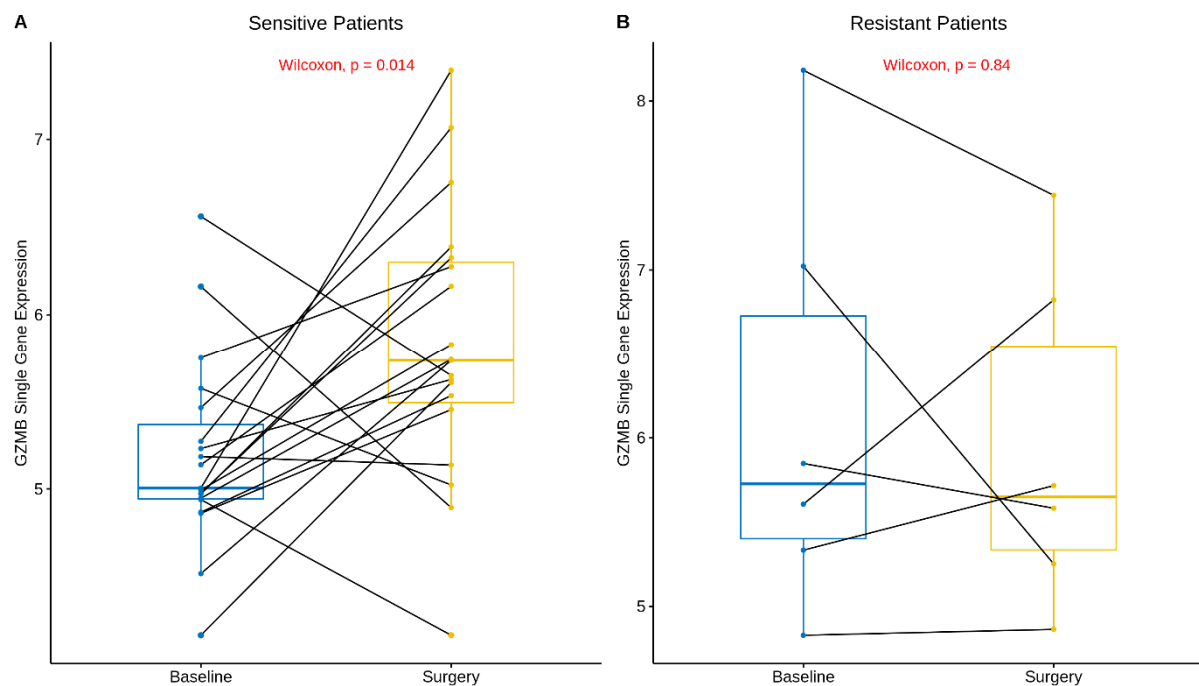 A
Sensitive Patients
Wilcoxon, p = 0.014
GZMB Single Gene Expression
7
6
5
Baseline
Surgery
B
Resistant Patients
Wilcoxon, p = 0.84
GZMB Single Gene Expression
8
7
6
5
Baseline
Surgery